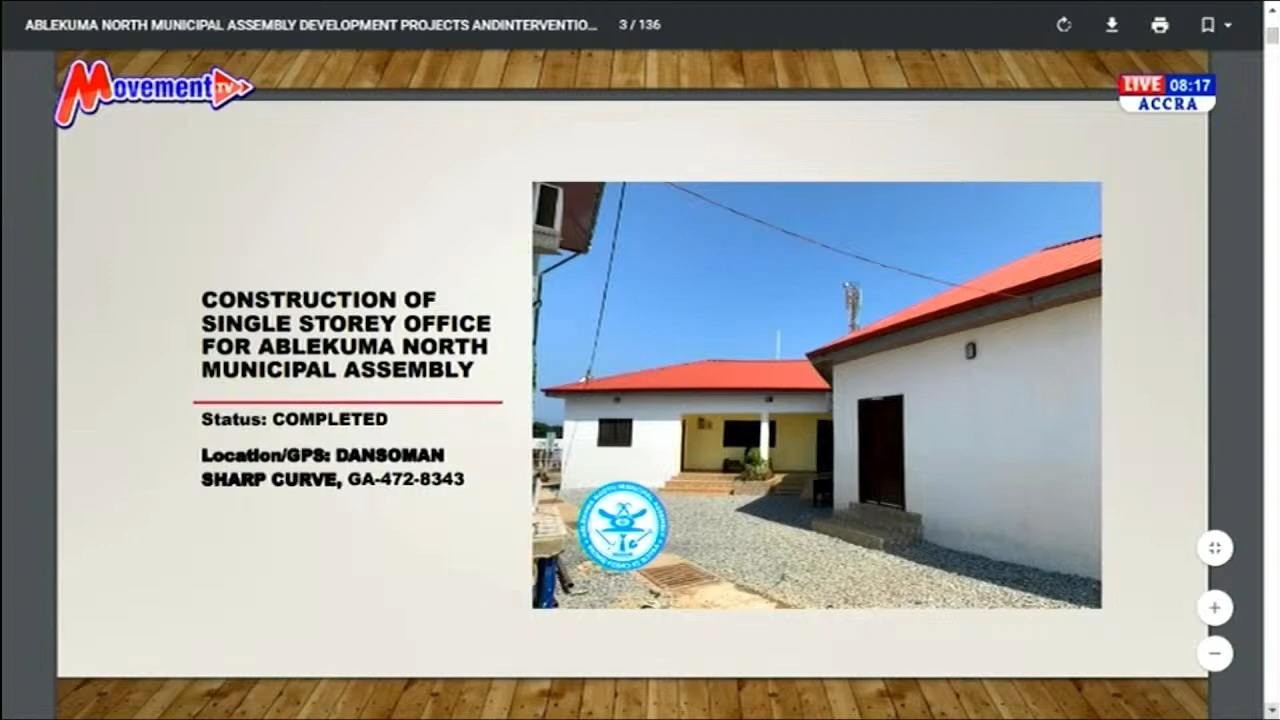 ABLEKUMA NORTH MUNICIPAL ASSEMBLY DEVELOPMENT PROJECTS ANDINTERVENTIO... 3 / 136
Movement TV
LIVE 08:17
ACCRA
CONSTRUCTION OF
SINGLE STOREY OFFICE
FOR ABLEKUMA NORTH
MUNICIPAL ASSEMBLY
Status: COMPLETED
Location/GPS: DANSOMAN
SHARP CURVE, GA-472-8343